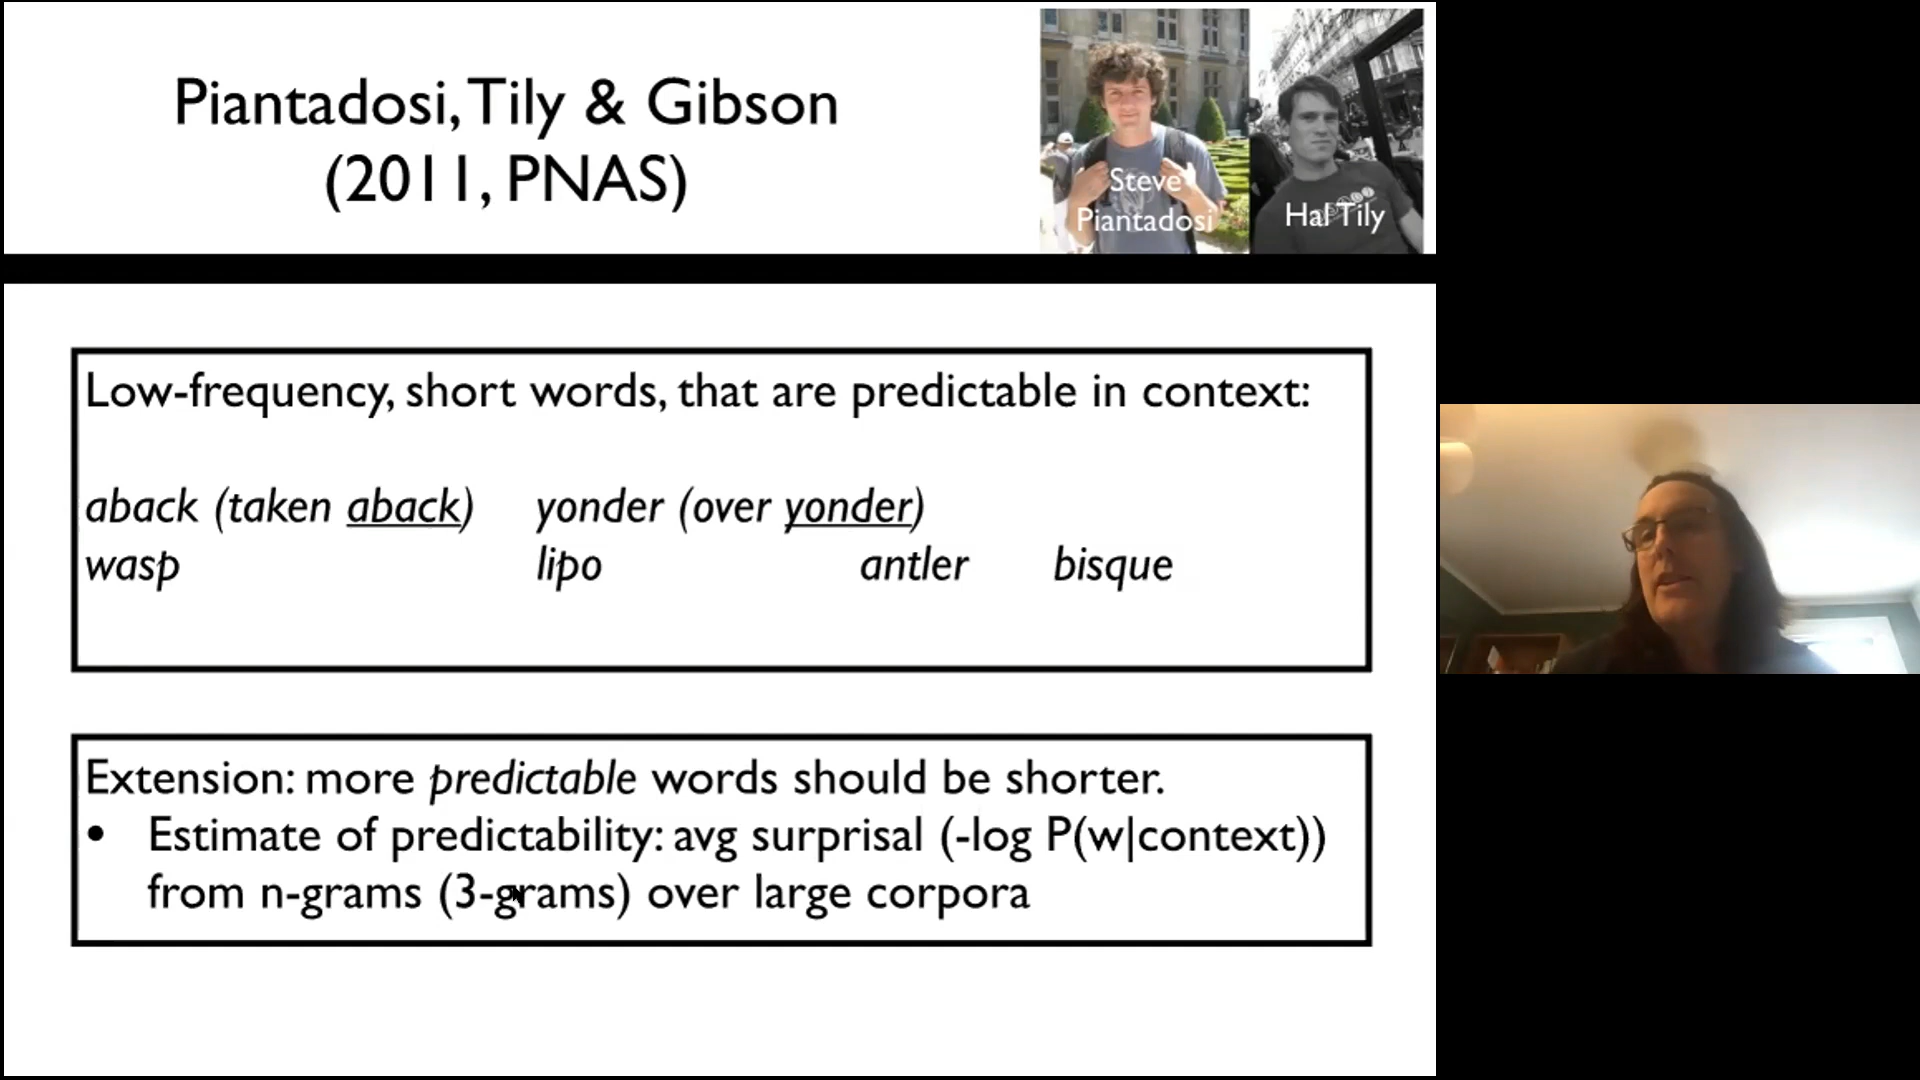 Piantadosi, Tily & Gibson
(2011, PNAS)
Steve
Piantadosi
Hal Tily
Low-frequency, short words, that are predictable in context:
aback (taken aback) yonder (over yonder)
wasp lipo antler bisque
Extension: more predictable words should be shorter.
• Estimate of predictability: avg surprisal (-log P(w|context))
from n-grams (3-grams) over large corpora